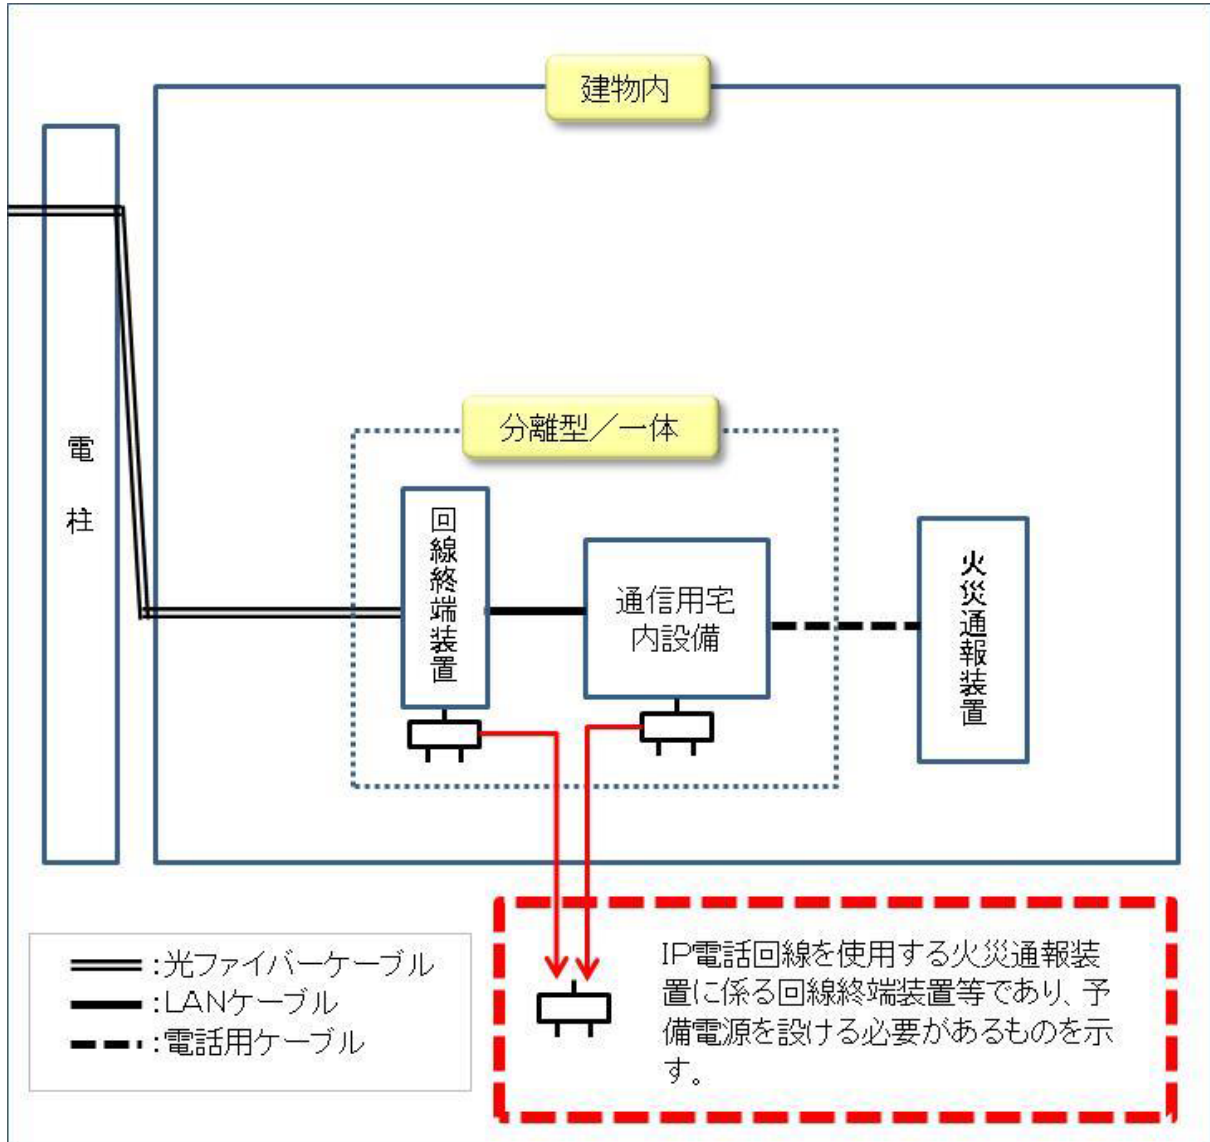 建物内
電柱
分離型／一体
回線終端装置
通信用宅
内設備
火災通報装置
IP電話回線を使用する火災通報装
置に係る回線終端装置等であり、予
備電源を設ける必要があるものを示
す。
:光ファイバーケーブル
:LANケーブル
:電話用ケーブル